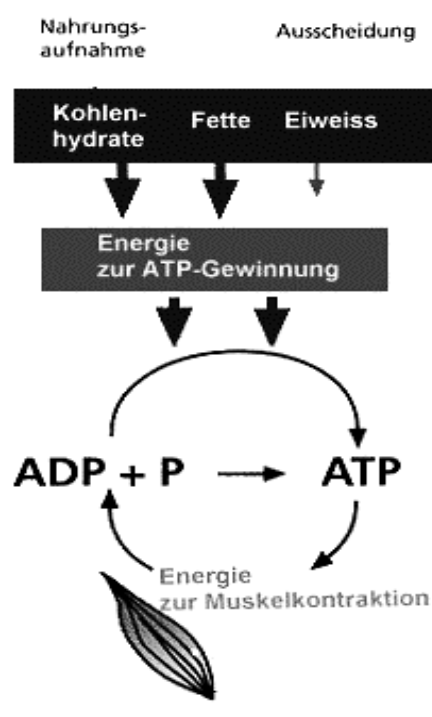 Nahrungs-
aufnahme
Ausscheidung
Kohlen-
hydrate
Fette
Eiweiss
Energie
zur ATP-Gewinnung
ADP + P → ATP
Energie
zur Muskelkontraktion